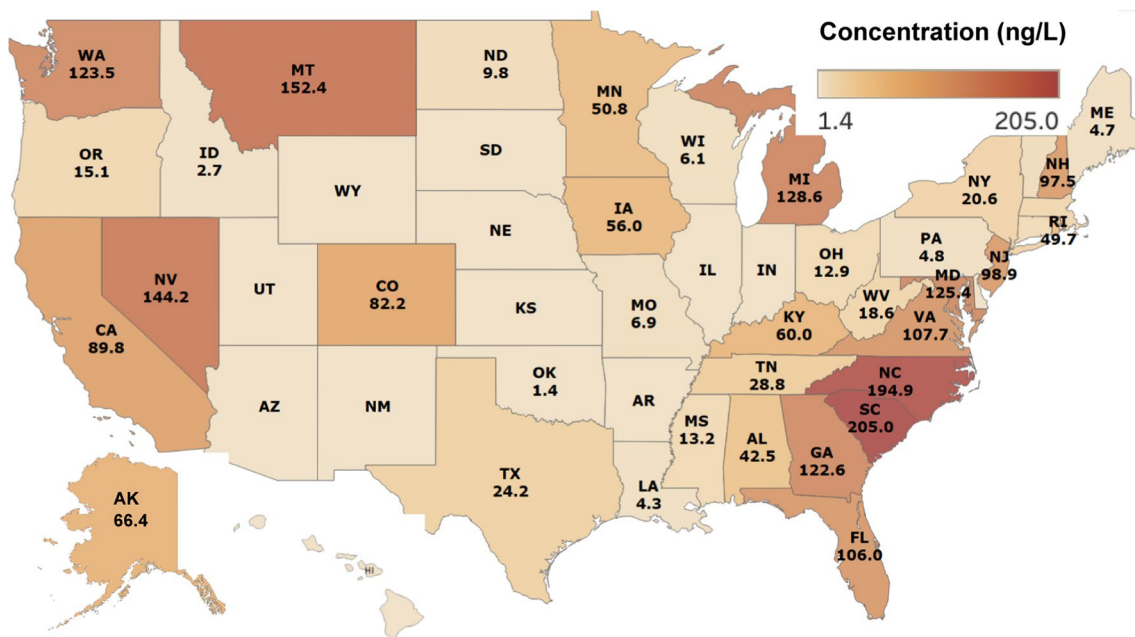 Concentration (ng/L)
1.4 205.0
WA
123.5
MT
152.4
ND
9.8
MN
50.8
ME
4.7
OR
15.1
ID
2.7
SD
WI
6.1
MI
128.6
NH
97.5
NY
20.6
WY
IA
56.0
RI
49.7
NE
PA
4.8
NJ
98.9
NV
144.2
UT
CO
82.2
IL
IN
OH
12.9
MD
125.4
CA
89.8
KS
MO
6.9
WV
18.6
VA
107.7
KY
60.0
TN
28.8
NC
194.9
AZ
NM
OK
1.4
AR
SC
205.0
MS
13.2
AL
42.5
GA
122.6
TX
24.2
LA
4.3
AK
66.4
FL
106.0
HI